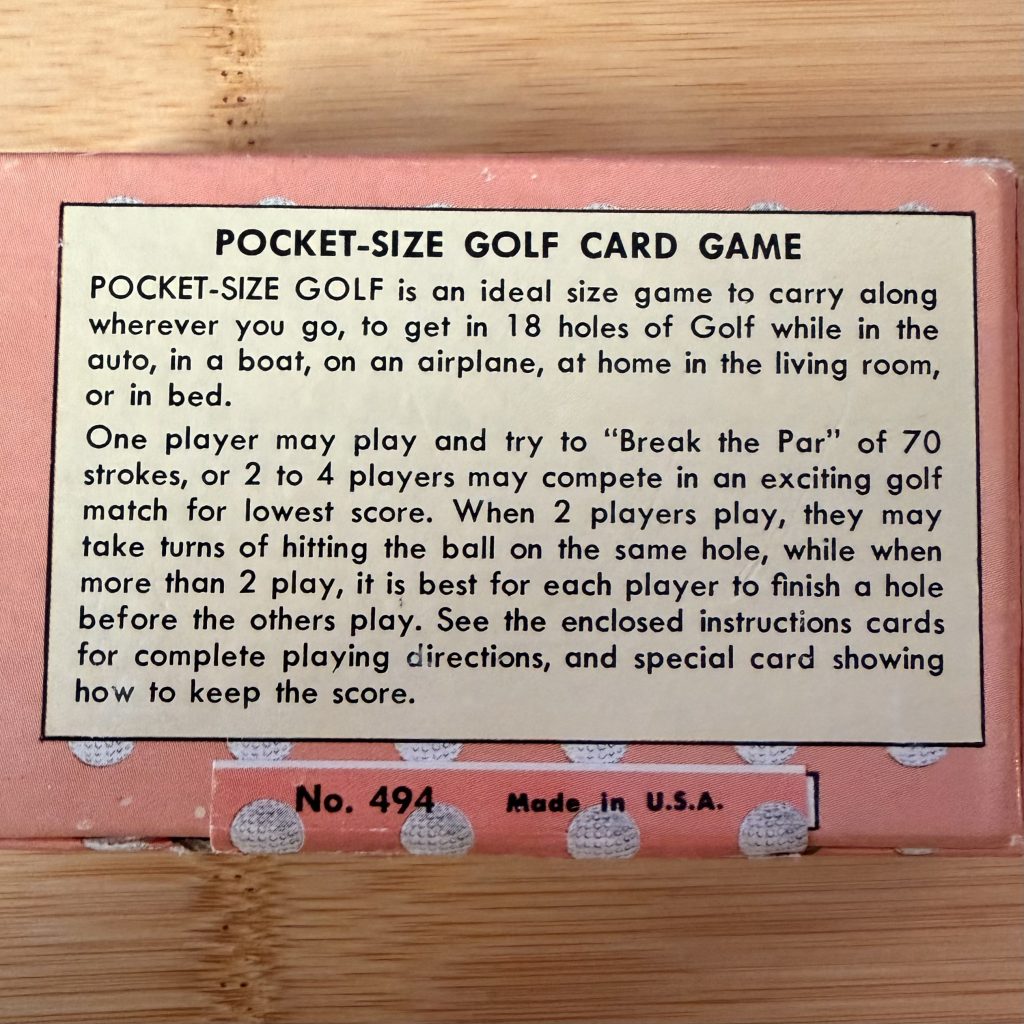 POCKET-SIZE GOLF CARD GAME
POCKET-SIZE GOLF is an ideal size game to carry along
wherever you go, to get in 18 holes of Golf while in the
auto, in a boat, on an airplane, at home in the living room,
or in bed.
One player may play and try to “Break the Par” of 70
strokes, or 2 to 4 players may compete in an exciting golf
match for lowest score. When 2 players play, they may
take turns of hitting the ball on the same hole, while when
more than 2 play, it is best for each player to finish a hole
before the others play. See the enclosed instructions cards
for complete playing directions, and special card showing
how to keep the score.
No. 494 Made in U.S.A.